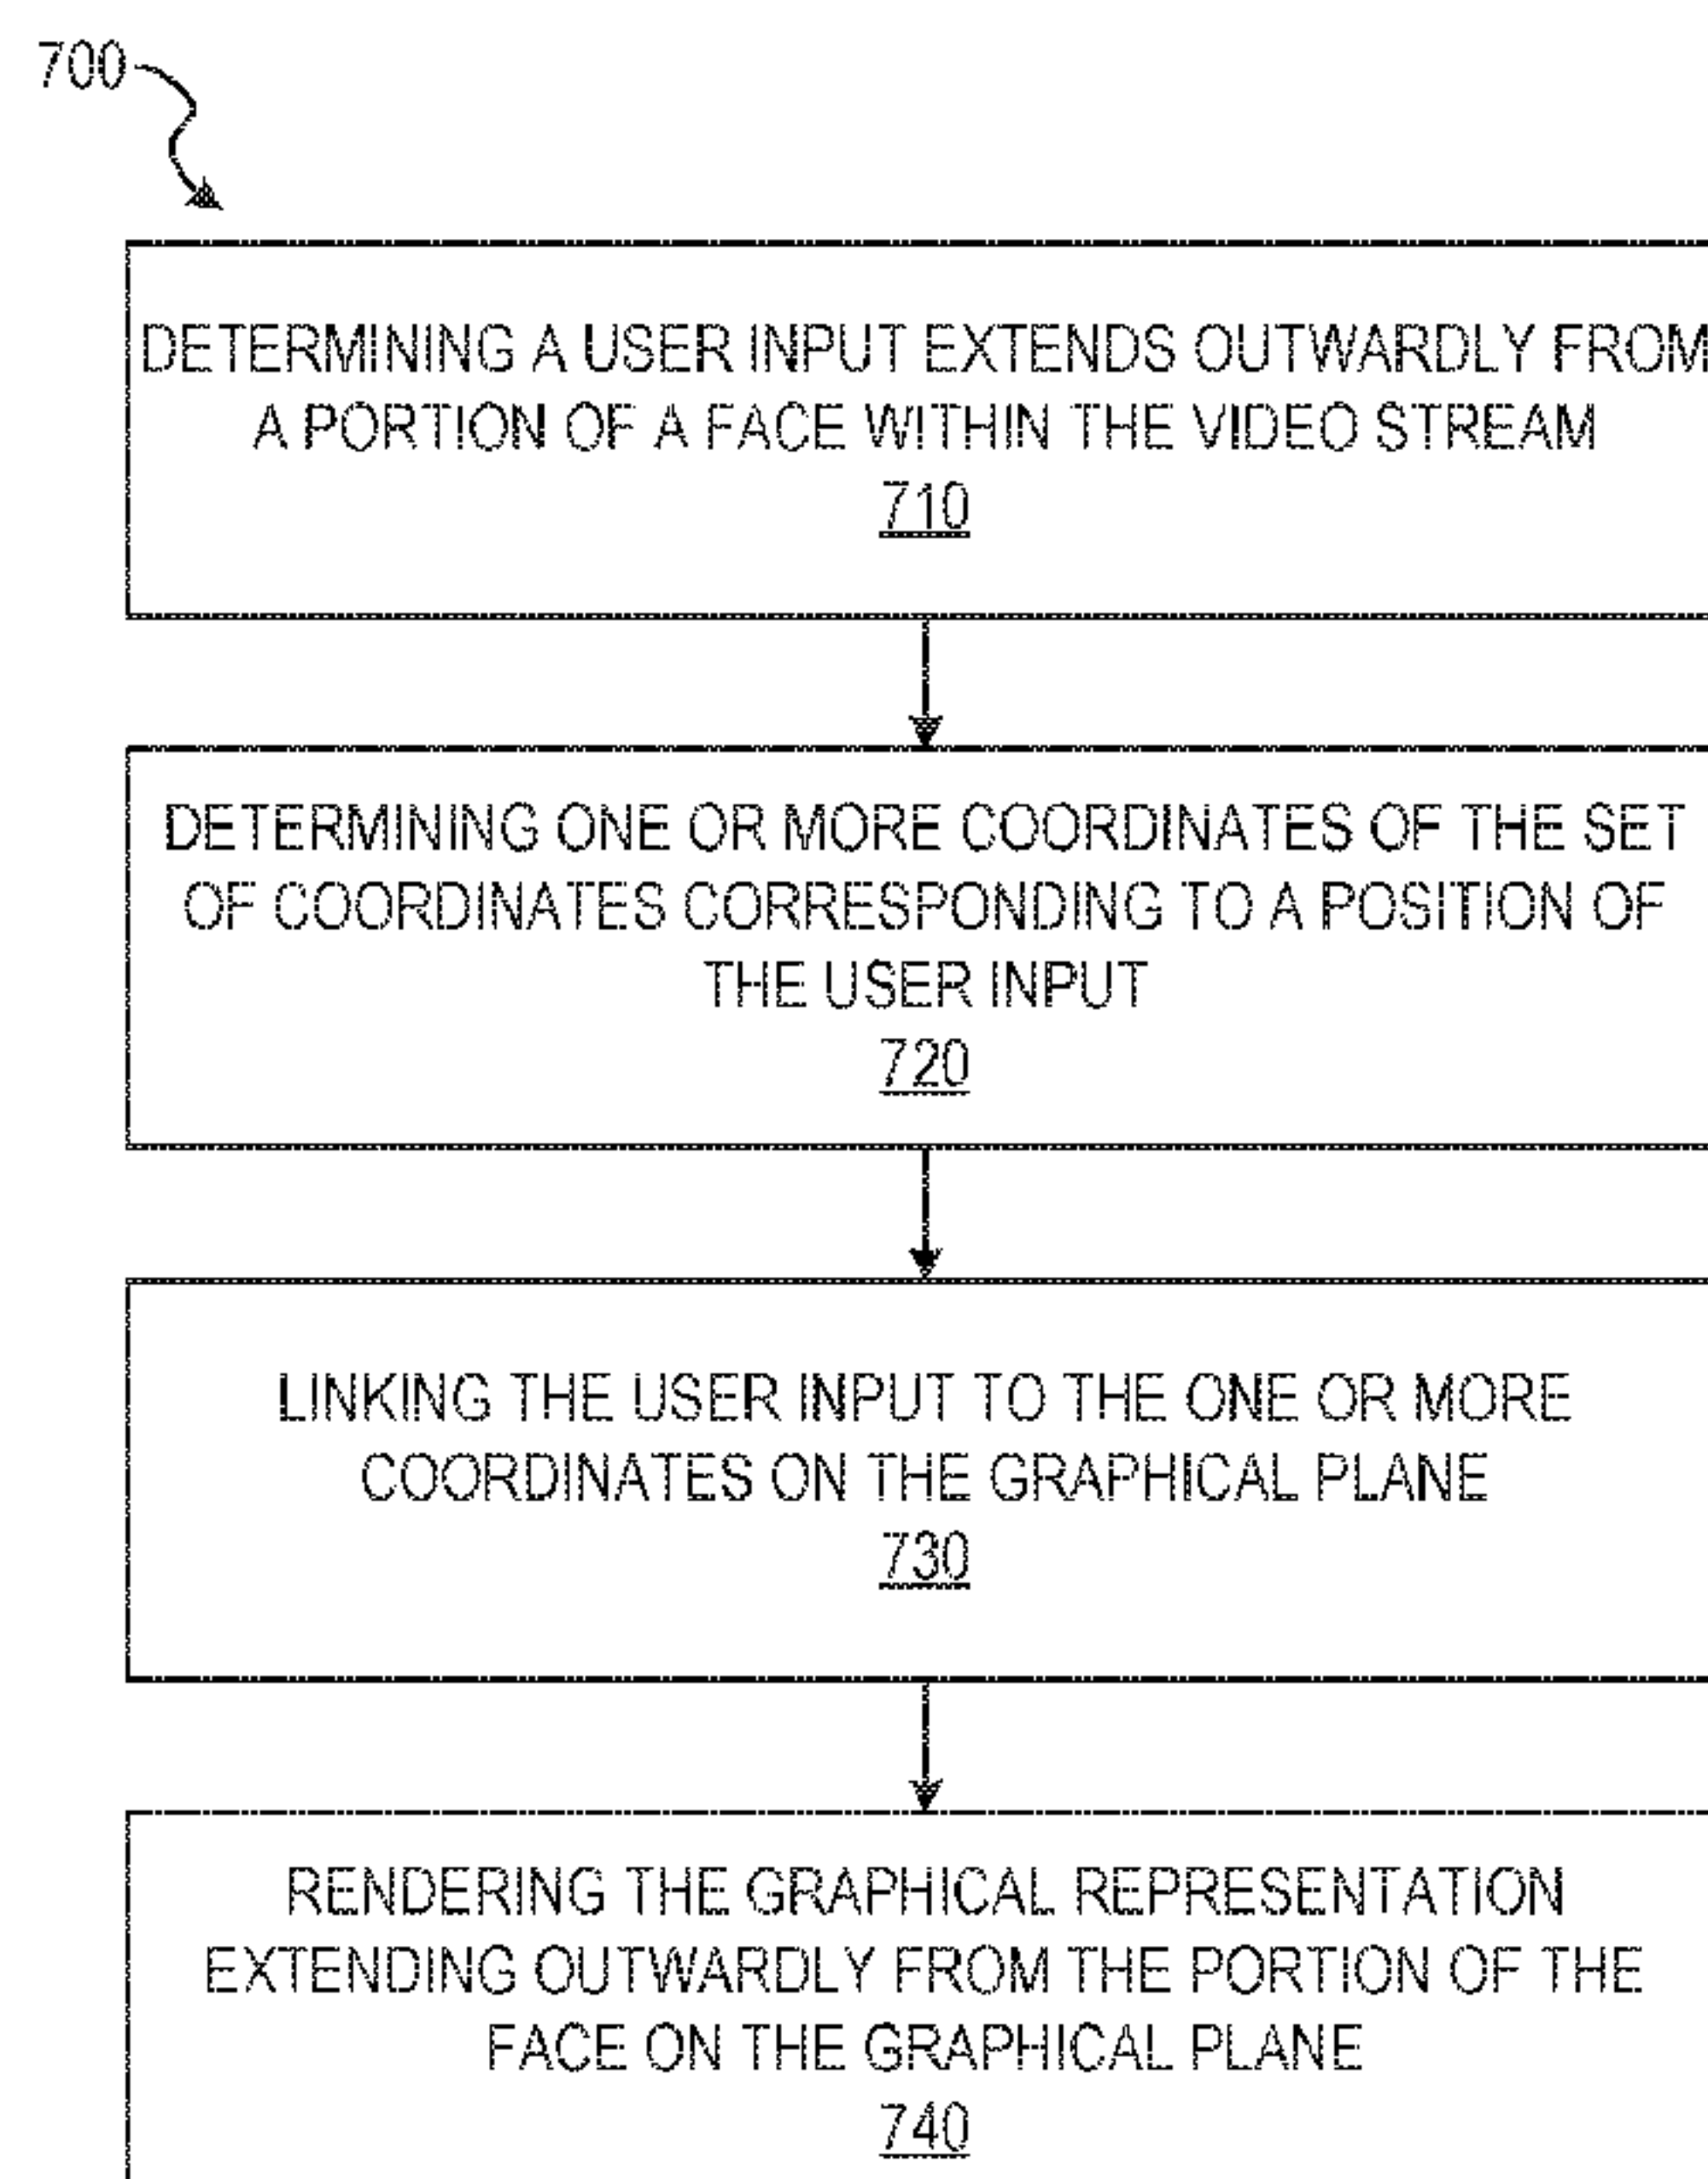 700
DETERMINING A USER INPUT EXTENDS OUTWARDLY FROM
A PORTION OF A FACE WITHIN THE VIDEO STREAM
710
DETERMINING ONE OR MORE COORDINATES OF THE SET
OF COORDINATES CORRESPONDING TO A POSITION OF
THE USER INPUT
720
LINKING THE USER INPUT TO THE ONE OR MORE
COORDINATES ON THE GRAPHICAL PLANE
730
RENDERING THE GRAPHICAL REPRESENTATION
EXTENDING OUTWARDLY FROM THE PORTION OF THE
FACE ON THE GRAPHICAL PLANE
740